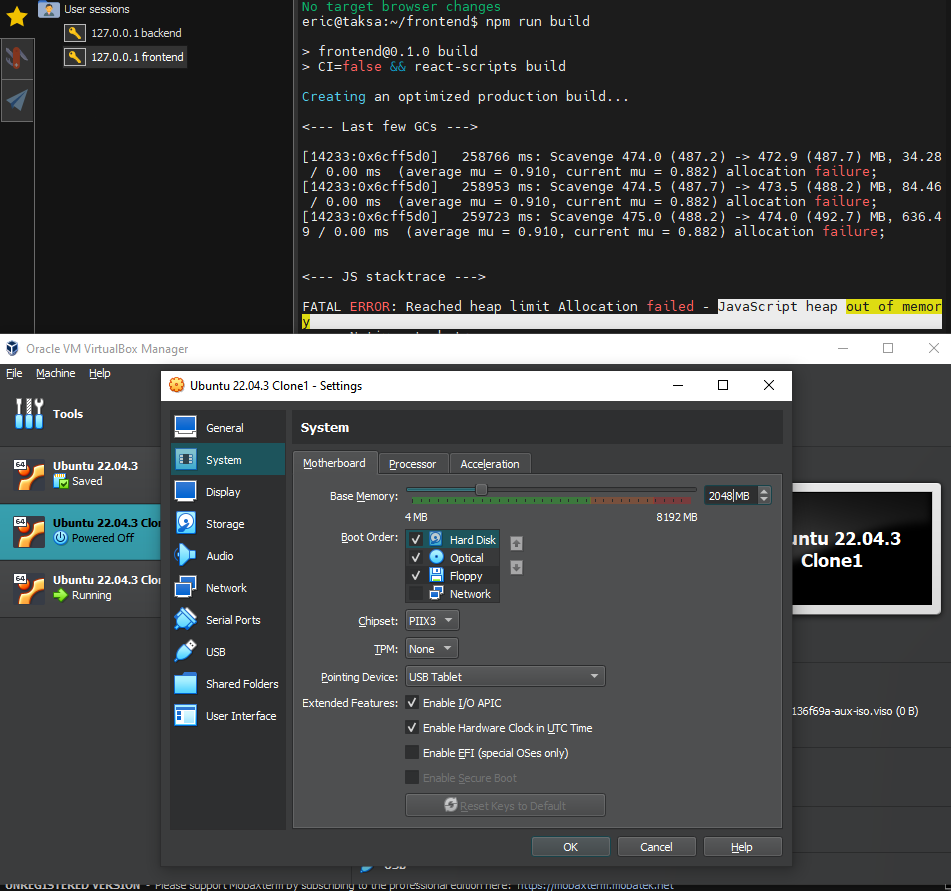 User sessions
127.0.0.1 backend
127.0.0.1 frontend
No target browser changes
eric@taksa:~/frontend$ npm run build
> frontend@0.1.0 build
> CI=false && react-scripts build
Creating an optimized production build...
<--- Last few GCs --->
[14233:0x6cff5d0]   258766 ms: Scavenge 474.0 (487.2) -> 472.9 (487.7) MB, 34.28
 / 0.00 ms  (average mu = 0.910, current mu = 0.882) allocation failure;
[14233:0x6cff5d0]   258953 ms: Scavenge 474.5 (487.7) -> 473.5 (488.2) MB, 84.46
 / 0.00 ms  (average mu = 0.910, current mu = 0.882) allocation failure;
[14233:0x6cff5d0]   259723 ms: Scavenge 475.0 (488.2) -> 474.0 (492.7) MB, 636.4
9 / 0.00 ms  (average mu = 0.910, current mu = 0.882) allocation failure;
<--- JS stacktrace --->
FATAL ERROR: Reached heap limit Allocation failed - JavaScript heap out of memor
y
Oracle VM VirtualBox Manager
File Machine Help
Tools
64
Ubuntu 22.04.3
Saved
64
Ubuntu 22.04.3 Clo
Powered Off
64
Ubuntu 22.04.3 Clo
Running
Ubuntu 22.04.3 Clone1 - Settings
General
System
Display
Storage
Audio
Network
Serial Ports
USB
Shared Folders
User Interface
System
Motherboard Processor Acceleration
Base Memory: 2048 MB
4 MB 8192 MB
Boot Order: Hard Disk
Optical
Floppy
Network
Chipset: PIIX3
TPM: None
Pointing Device: USB Tablet
Extended Features: Enable I/O APIC
Enable Hardware Clock in UTC Time
Enable EFI (special OSes only)
Enable Secure Boot
Reset Keys to Default
OK Cancel Help
untu 22.04.3
Clone1
136f69a-aux-iso.viso (0 B)
UNREGISTERED VERSION - Please support MobaXterm by subscribing to the professional edition here: https://mobaxterm.mobatek.net